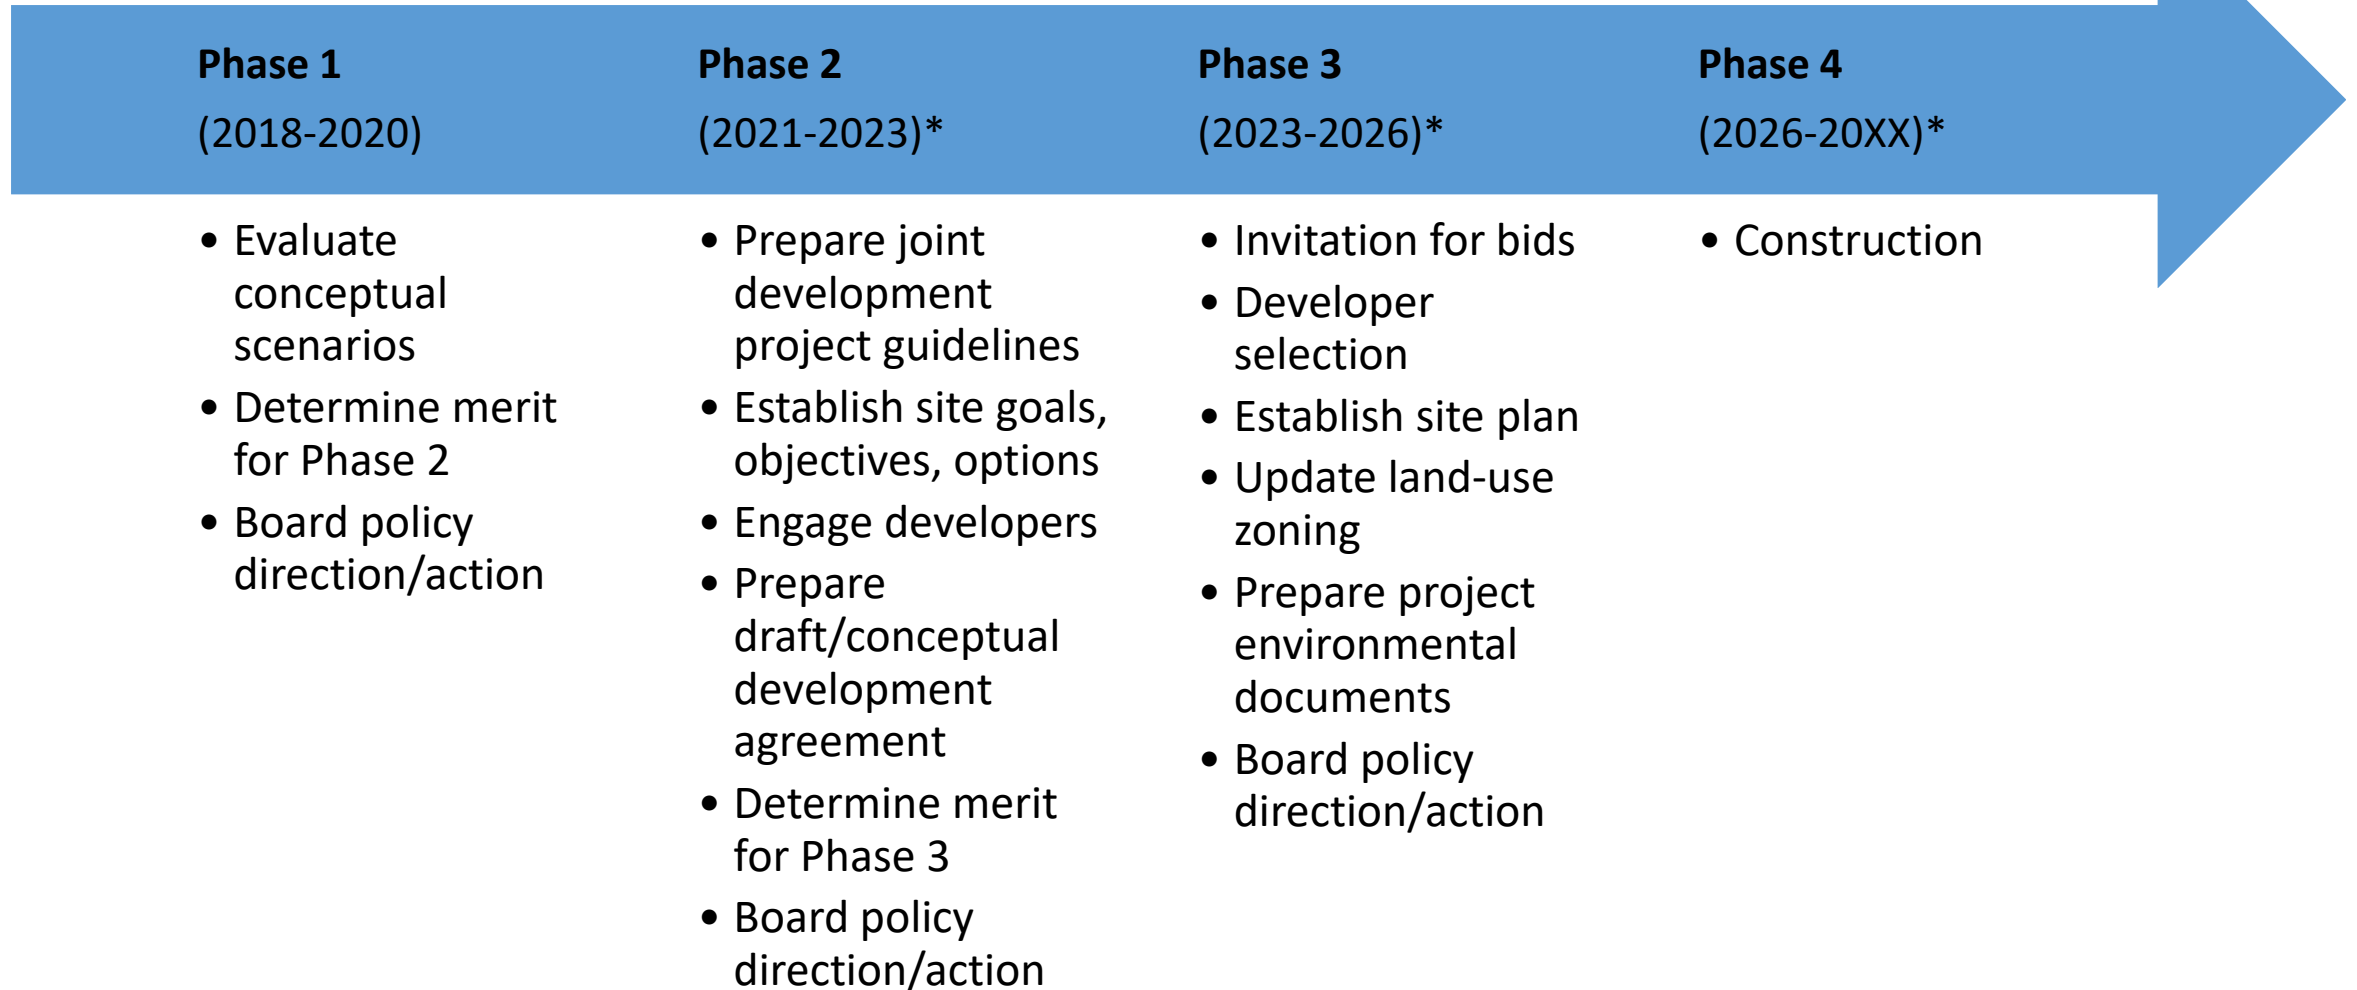 Phase 1
(2018-2020)
• Evaluate
conceptual
scenarios
• Determine merit
for Phase 2
• Board policy
direction/action
Phase 2
(2021-2023)*
• Prepare joint
development
project guidelines
• Establish site goals,
objectives, options
• Engage developers
• Prepare
draft/conceptual
development
agreement
• Determine merit
for Phase 3
• Board policy
direction/action
Phase 3
(2023-2026)*
• Invitation for bids
• Developer
selection
• Establish site plan
• Update land-use
zoning
• Prepare project
environmental
documents
• Board policy
direction/action
Phase 4
(2026-20XX)*
• Construction